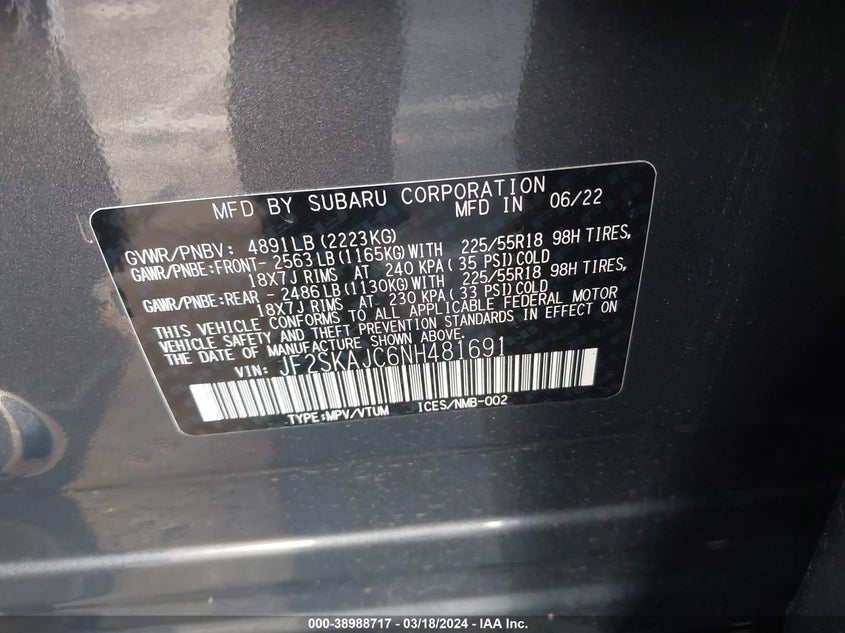 MFD BY SUBARU CORPORATION
MFD IN 06/22
GVWR/PNBV: 4891LB (2223KG)
GAWR/PNBE:FRONT- 2563 LB (1165KG) WITH 225/55R18 98H TIRES,
18X7J RIMS AT 240 KPA ( 35 PSI) COLD
GAWR/PNBE:REAR - 2486 LB (1130KG) WITH 225/55R18 98H TIRES,
18X7J RIMS AT 230 KPA ( 33 PSI) COLD
THIS VEHICLE CONFORMS TO ALL APPLICABLE FEDERAL MOTOR
VEHICLE SAFETY AND THEFT PREVENTION STANDARDS IN EFFECT ON
THE DATE OF MANUFACTURE SHOWN ABOVE.
VIN: JF2SKAJC6NH481691
TYPE:MPV/VTUM ICES/NMB-002
000-38988717 / 03/18/2024 - IAA Inc.